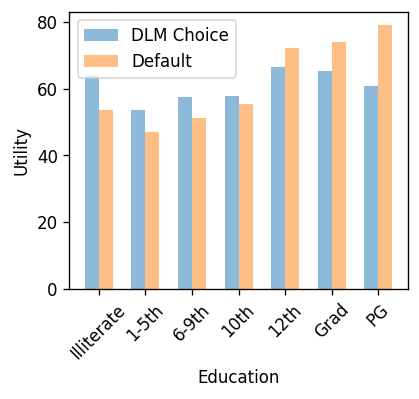 DLM Choice
Default
Utility
80
60
40
20
0
Illiterate
1-5th
6-9th
10th
12th
Grad
PG
Education